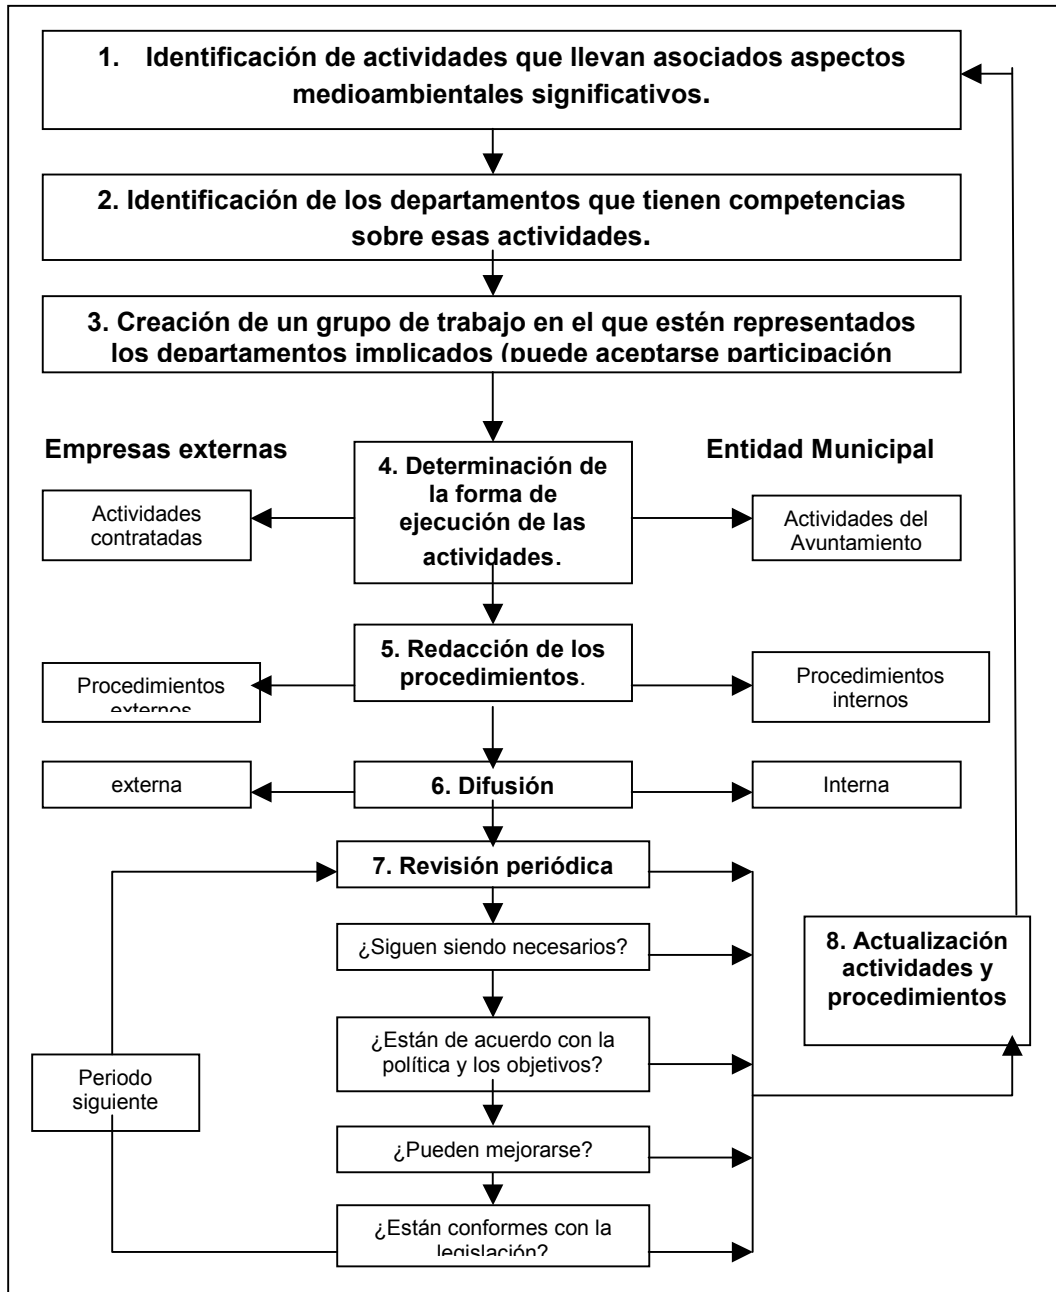 1. Identificación de actividades que llevan asociados aspectos
medioambientales significativos.
2. Identificación de los departamentos que tienen competencias
sobre esas actividades.
3. Creación de un grupo de trabajo en el que estén representados
los departamentos implicados (puede aceptarse participación
Empresas externas
Entidad Municipal
4. Determinación de
la forma de
ejecución de las
actividades.
Actividades
contratadas
Actividades del
Ayuntamiento
5. Redacción de los
procedimientos.
Procedimientos
externos
Procedimientos
internos
externa
6. Difusión
Interna
7. Revisión periódica
¿Siguen siendo necesarios?
8. Actualización
actividades y
procedimientos
¿Están de acuerdo con la
política y los objetivos?
Periodo
siguiente
¿Pueden mejorarse?
¿Están conformes con la
legislación?